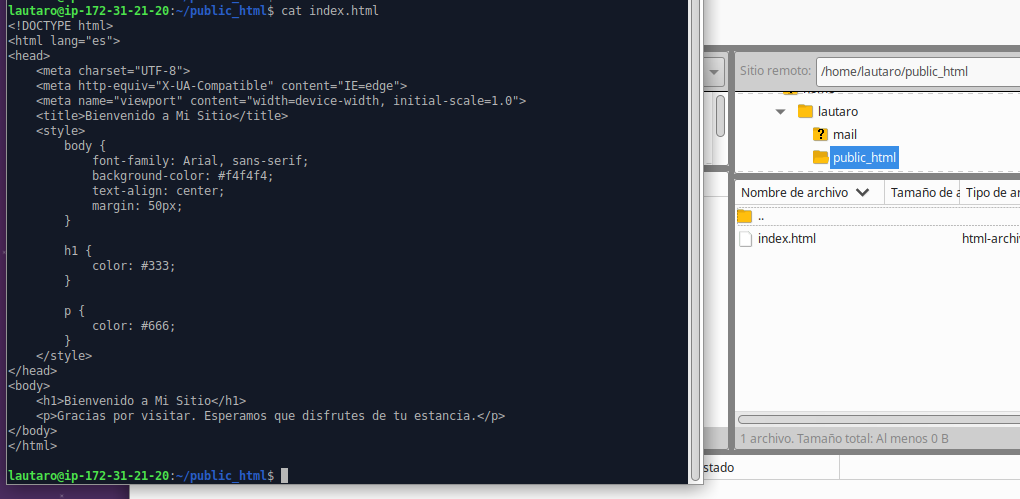 lautaro@ip-172-31-21-20:~/public_html$ cat index.html
<!DOCTYPE html>
<html lang="es">
<head>
    <meta charset="UTF-8">
    <meta http-equiv="X-UA-Compatible" content="IE=edge">
    <meta name="viewport" content="width=device-width, initial-scale=1.0">
    <title>Bienvenido a Mi Sitio</title>
    <style>
        body {
            font-family: Arial, sans-serif;
            background-color: #f4f4f4;
            text-align: center;
            margin: 50px;
        }

        h1 {
            color: #333;
        }

        p {
            color: #666;
        }
    </style>
</head>
<body>
    <h1>Bienvenido a Mi Sitio</h1>
    <p>Gracias por visitar. Esperamos que disfrutes de tu estancia.</p>
</body>
</html>

lautaro@ip-172-31-21-20:~/public_html$
Sitio remoto: /home/lautaro/public_html
lautaro
mail
public_html
Nombre de archivo Tamaño de a Tipo de ar
..
index.html html-archi
1 archivo. Tamaño total: Al menos 0 B
stado